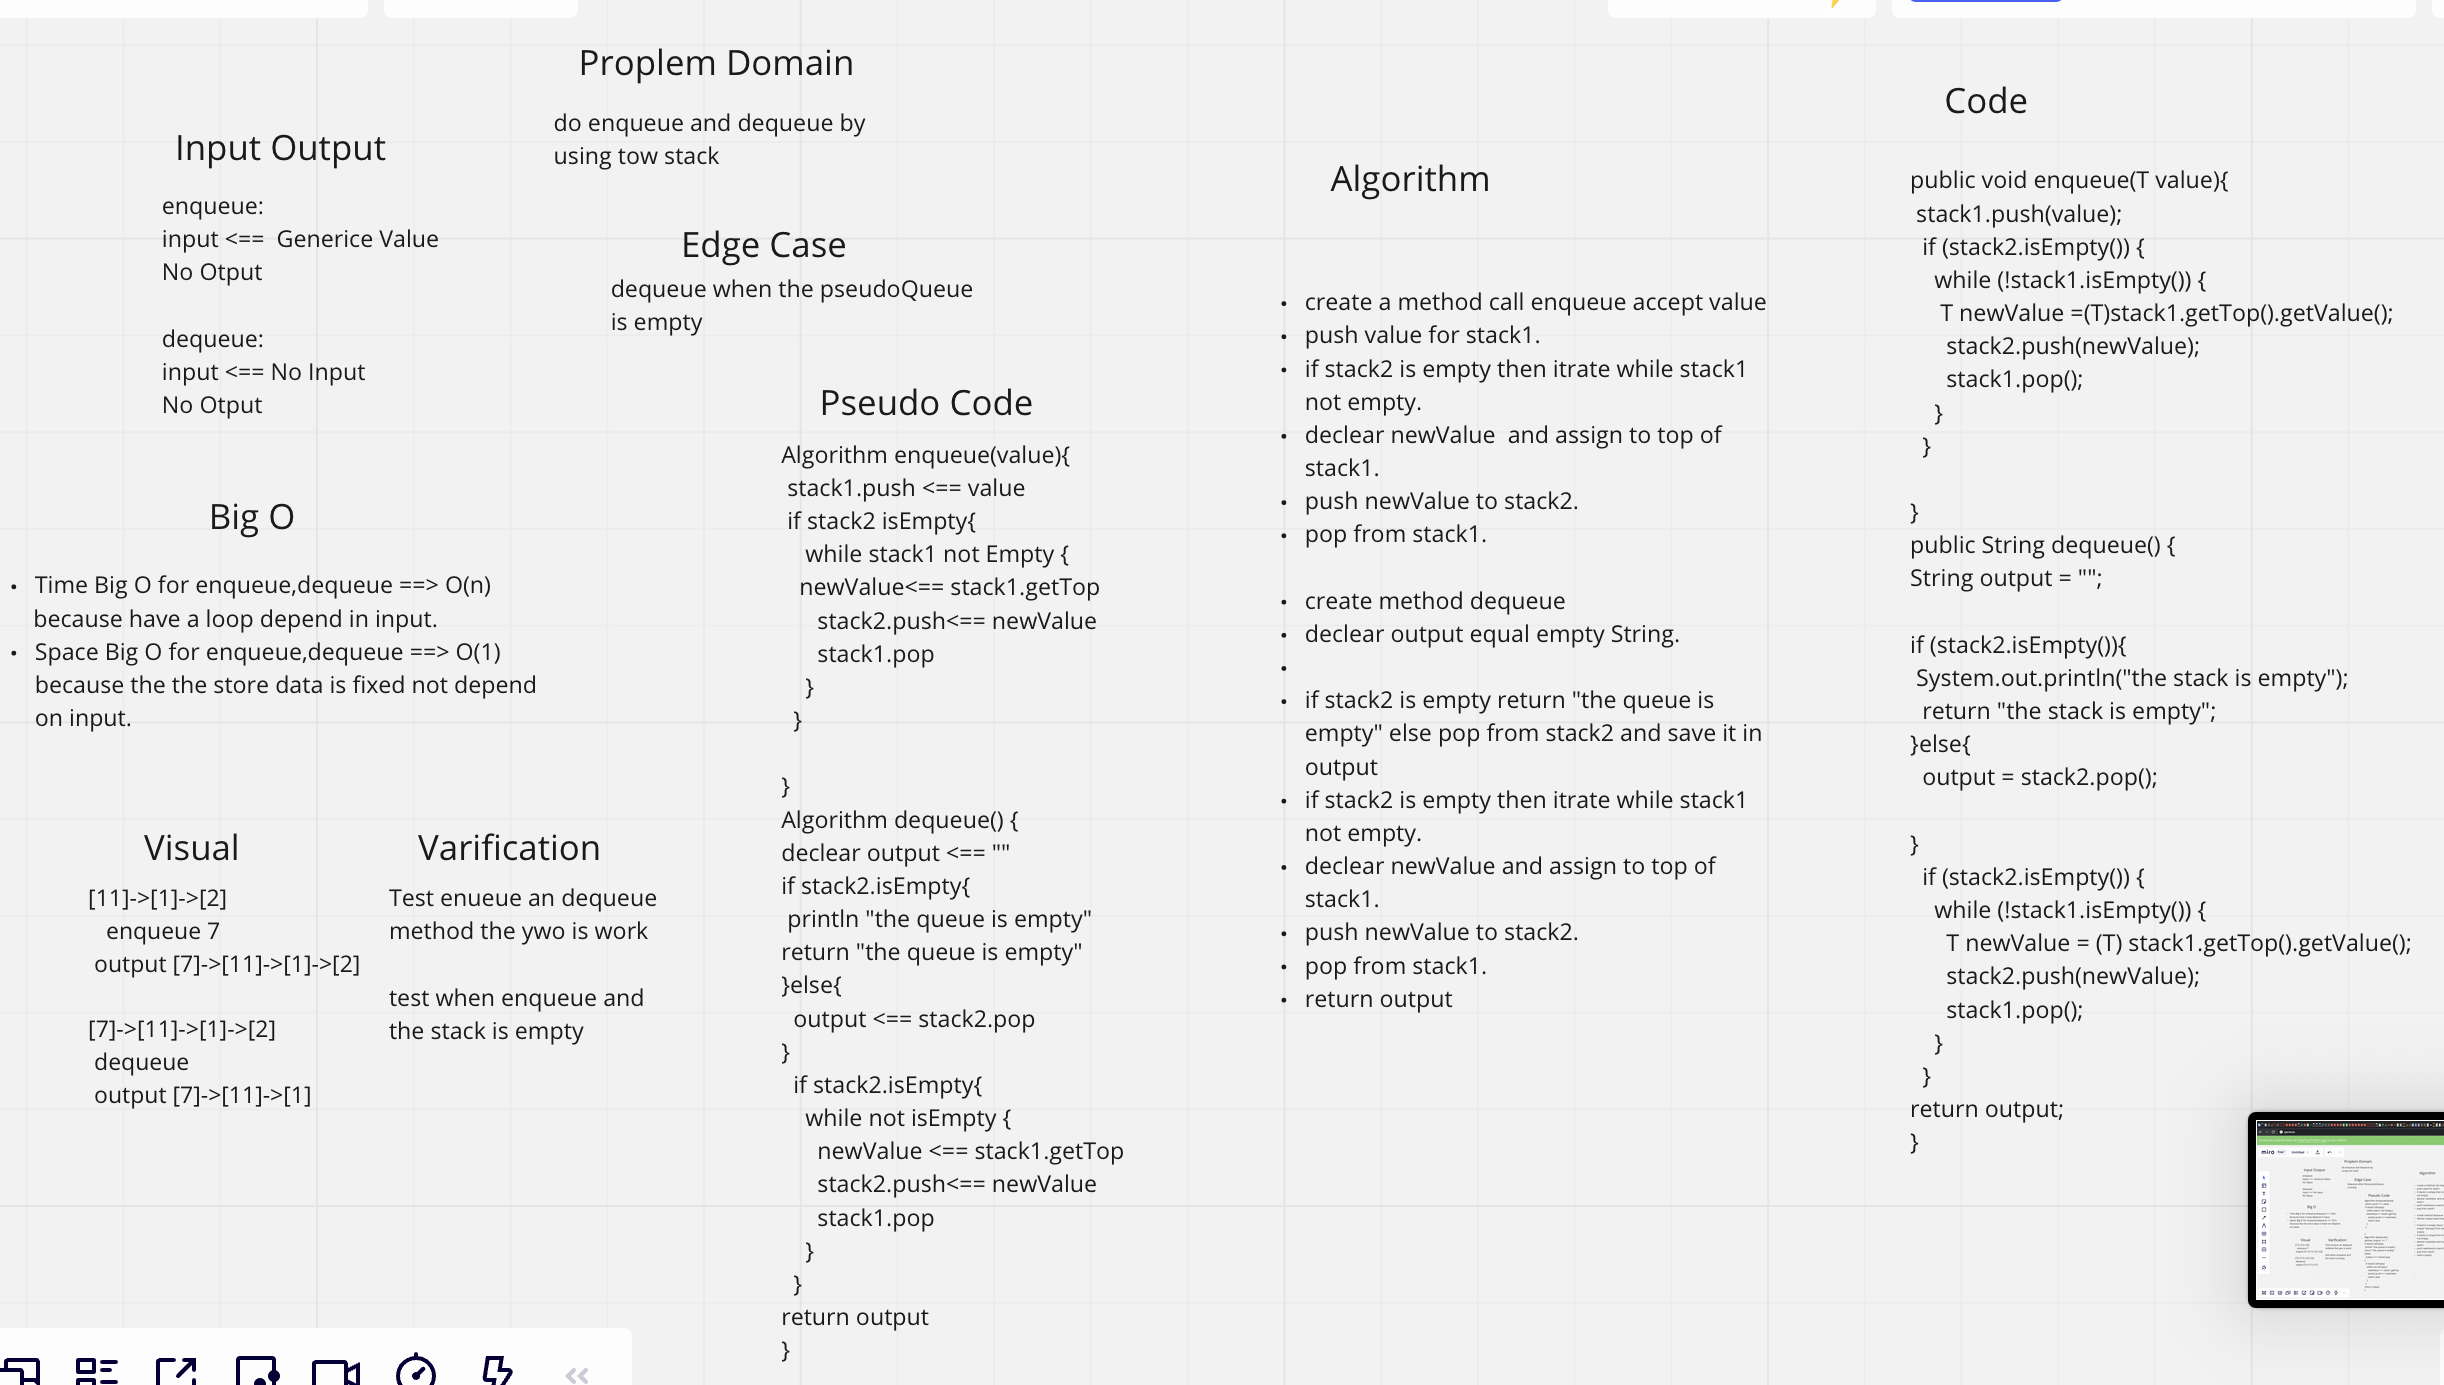 Proplem Domain
do enqueue and dequeue by
using tow stack
Input Output
enqueue:
input <==  Generice Value
No Otput
dequeue:
input <== No Input
No Otput
Edge Case
dequeue when the pseudoQueue
is empty
Big O
• Time Big O for enqueue,dequeue ==> O(n)
because have a loop depend in input.
• Space Big O for enqueue,dequeue ==> O(1)
because the the store data is fixed not depend
on input.
Visual
[11]->[1]->[2]
enqueue 7
output [7]->[11]->[1]->[2]
[7]->[11]->[1]->[2]
dequeue
output [7]->[11]->[1]
Varification
Test enueue an dequeue
method the ywo is work
test when enqueue and
the stack is empty
Pseudo Code
Algorithm enqueue(value){
stack1.push <== value
if stack2 isEmpty{
while stack1 not Empty {
newValue<== stack1.getTop
stack2.push<== newValue
stack1.pop
}
}
}
Algorithm dequeue() {
declear output <== ""
if stack2.isEmpty{
println "the queue is empty"
return "the queue is empty"
}else{
output <== stack2.pop
}
if stack2.isEmpty{
while not isEmpty {
newValue <== stack1.getTop
stack2.push<== newValue
stack1.pop
}
}
return output
}
Algorithm
• create a method call enqueue accept value
• push value for stack1.
• if stack2 is empty then itrate while stack1
not empty.
• declear newValue  and assign to top of
stack1.
• push newValue to stack2.
• pop from stack1.
• create method dequeue
• declear output equal empty String.
•
• if stack2 is empty return "the queue is
empty" else pop from stack2 and save it in
output
• if stack2 is empty then itrate while stack1
not empty.
• declear newValue and assign to top of
stack1.
• push newValue to stack2.
• pop from stack1.
• return output
Code
public void enqueue(T value){
stack1.push(value);
if (stack2.isEmpty()) {
while (!stack1.isEmpty()) {
T newValue =(T)stack1.getTop().getValue();
stack2.push(newValue);
stack1.pop();
}
}
}
public String dequeue() {
String output = "";
if (stack2.isEmpty()){
System.out.println("the stack is empty");
return "the stack is empty";
}else{
output = stack2.pop();
}
if (stack2.isEmpty()) {
while (!stack1.isEmpty()) {
T newValue = (T) stack1.getTop().getValue();
stack2.push(newValue);
stack1.pop();
}
}
return output;
}
miro